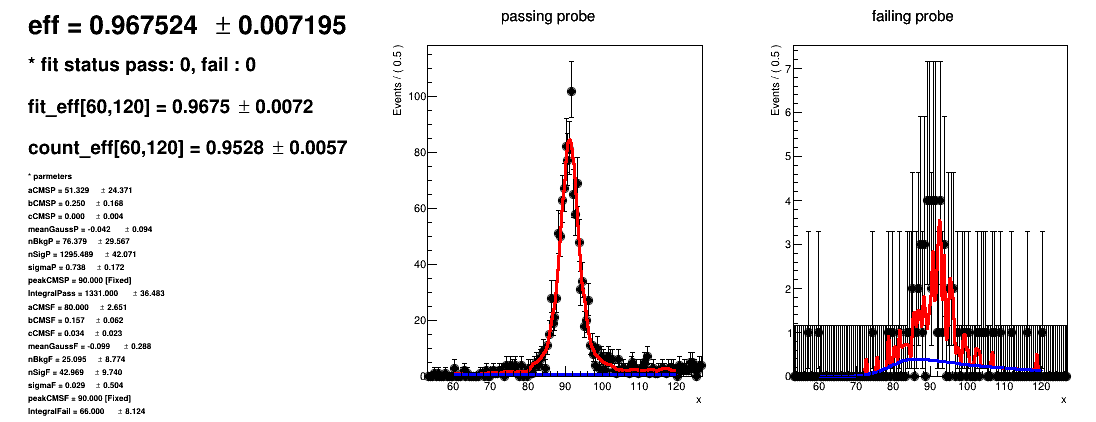 eff = 0.967524 ± 0.007195
* fit status pass: 0, fail : 0
fit_eff[60,120] = 0.9675 ± 0.0072
count_eff[60,120] = 0.9528 ± 0.0057
* parmeters
aCMSP = 51.329 ± 24.371
bCMSP = 0.250 ± 0.168
cCMSP = 0.000 ± 0.004
meanGaussP = -0.042 ± 0.094
nBkgP = 76.379 ± 29.567
nSigP = 1295.489 ± 42.071
sigmaP = 0.738 ± 0.172
peakCMSP = 90.000 [Fixed]
IntegralPass = 1331.000 ± 36.483
aCMSF = 80.000 ± 2.651
bCMSF = 0.157 ± 0.062
cCMSF = 0.034 ± 0.023
meanGaussF = -0.099 ± 0.288
nBkgF = 25.095 ± 8.774
nSigF = 42.969 ± 9.740
sigmaF = 0.029 ± 0.504
peakCMSF = 90.000 [Fixed]
IntegralFail = 66.000 ± 8.124
passing probe
Events / ( 0.5 )
100
80
60
40
20
0
60 70 80 90 100 110 120
x
failing probe
Events / ( 0.5 )
7
6
5
4
3
2
1
0
60 70 80 90 100 110 120
x